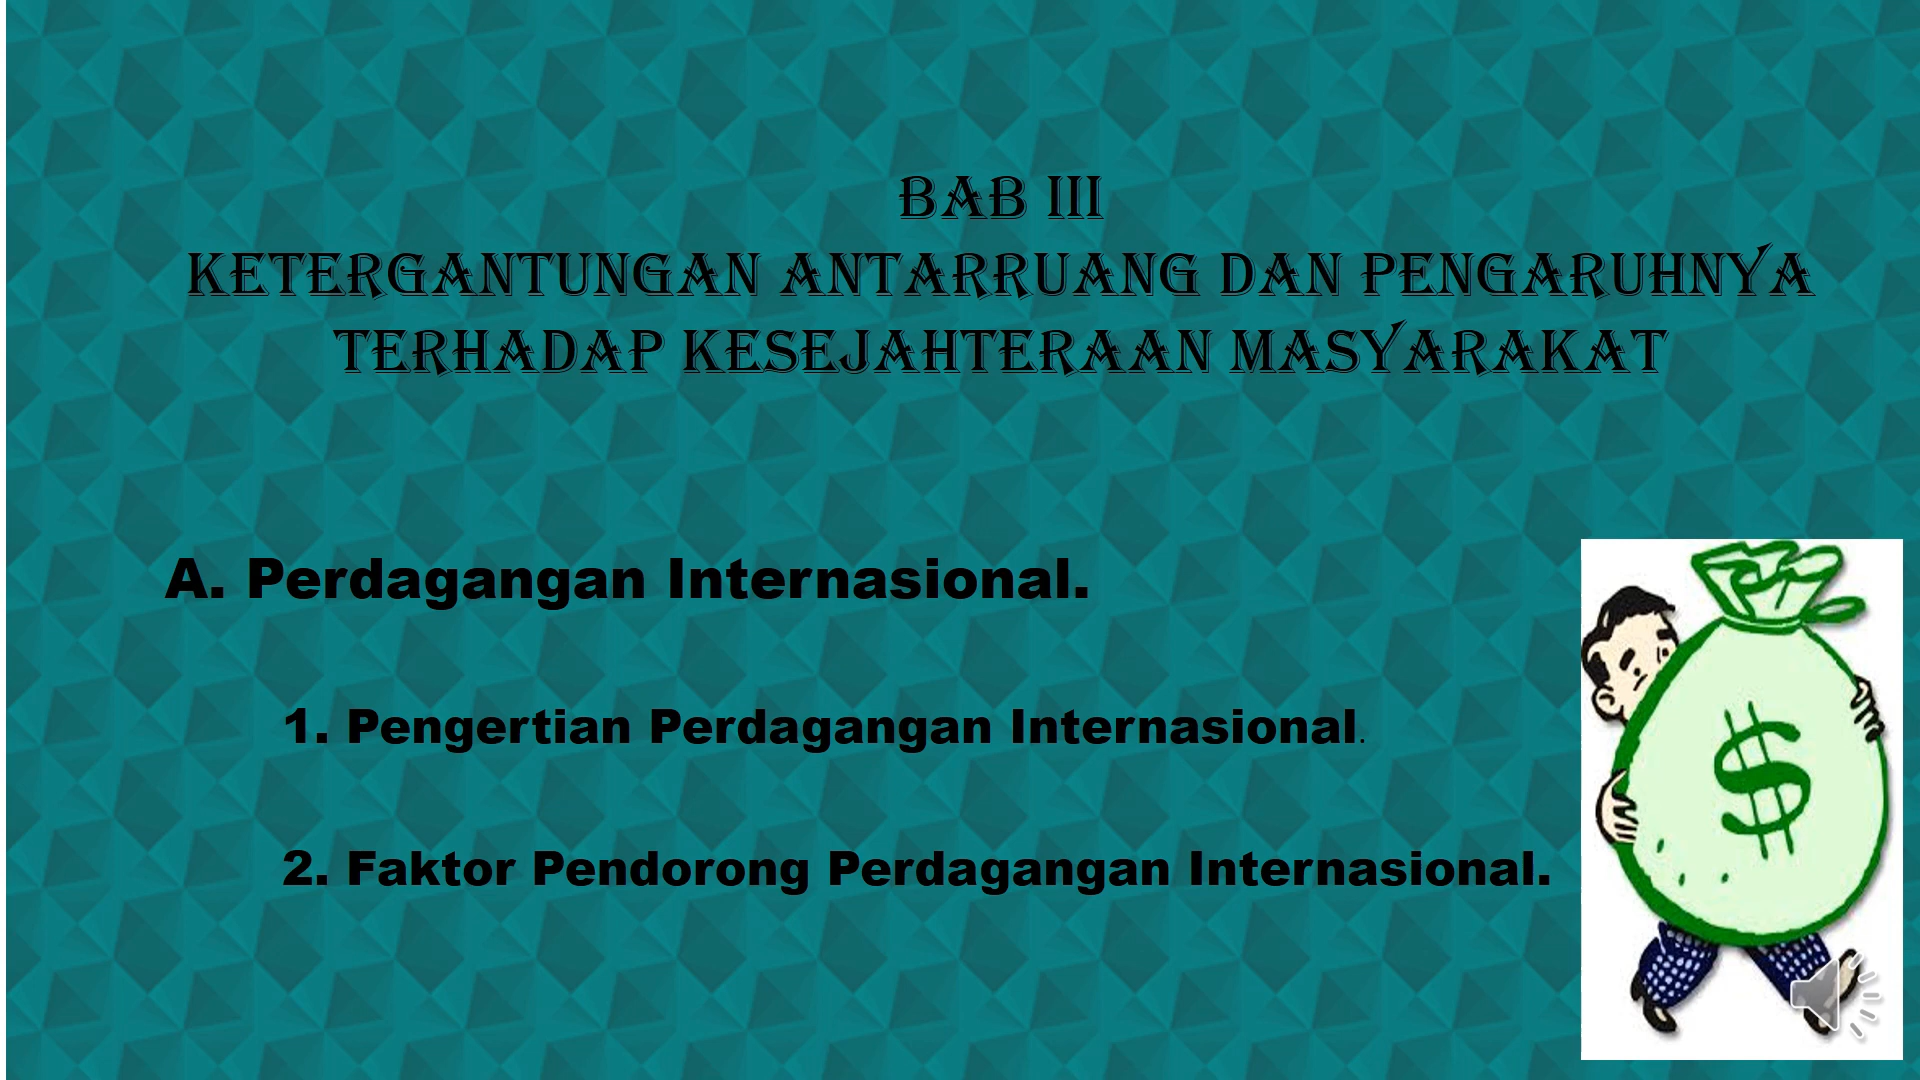 BAB III
KETERGANTUNGAN ANTARRUANG DAN PENGARUHNYA
TERHADAP KESEJAHTERAAN MASYARAKAT
A. Perdagangan Internasional.
1. Pengertian Perdagangan Internasional.
2. Faktor Pendorong Perdagangan Internasional.
$